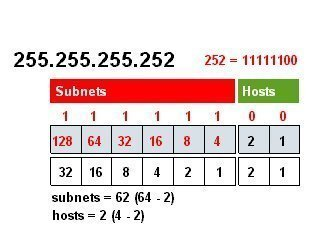 255.255.255.252 252 = 11111100
Subnets Hosts
1 1 1 1 1 1 0 0
128 64 32 16 8 4 2 1
32 16 8 4 2 1 2 1
subnets = 62 (64 - 2)
hosts = 2 (4 - 2)